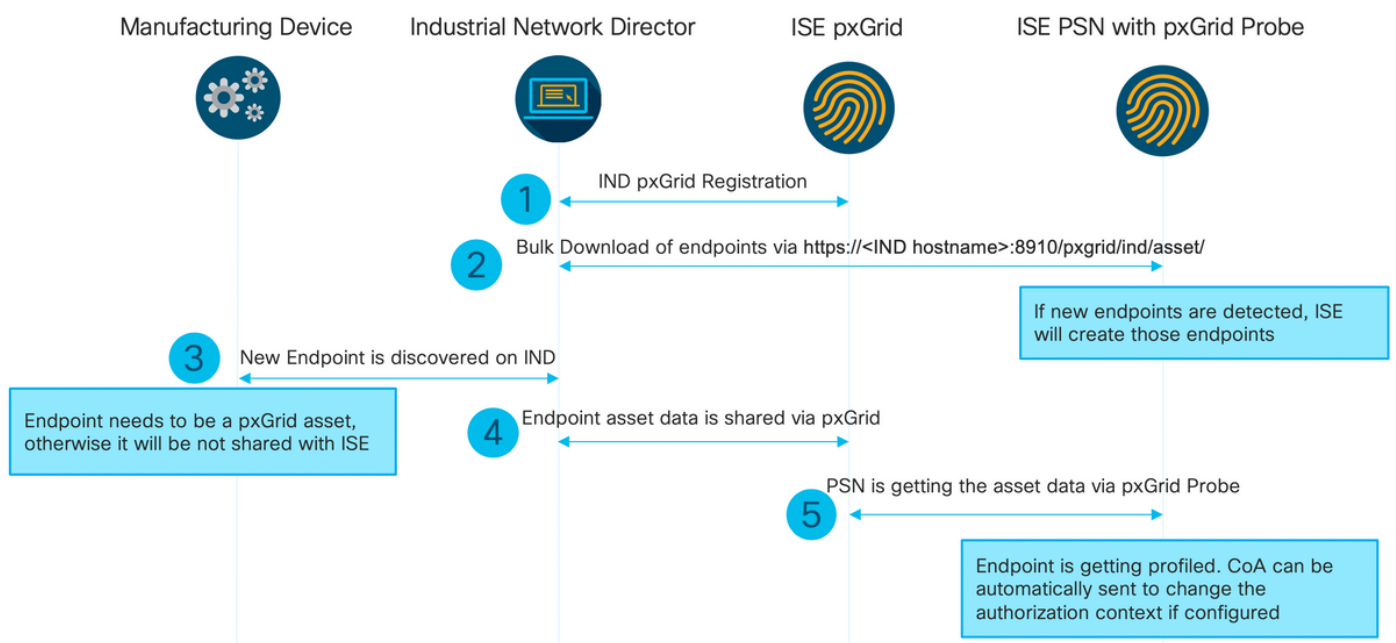 Manufacturing Device
Industrial Network Director
ISE pxGrid
ISE PSN with pxGrid Probe
1
IND pxGrid Registration
2
Bulk Download of endpoints via https://<IND hostname>:8910/pxgrid/ind/asset/
If new endpoints are detected, ISE
will create those endpoints
3
New Endpoint is discovered on IND
Endpoint needs to be a pxGrid asset,
otherwise it will be not shared with ISE
4
Endpoint asset data is shared via pxGrid
5
PSN is getting the asset data via pxGrid Probe
Endpoint is getting profiled. CoA can be
automatically sent to change the
authorization context if configured